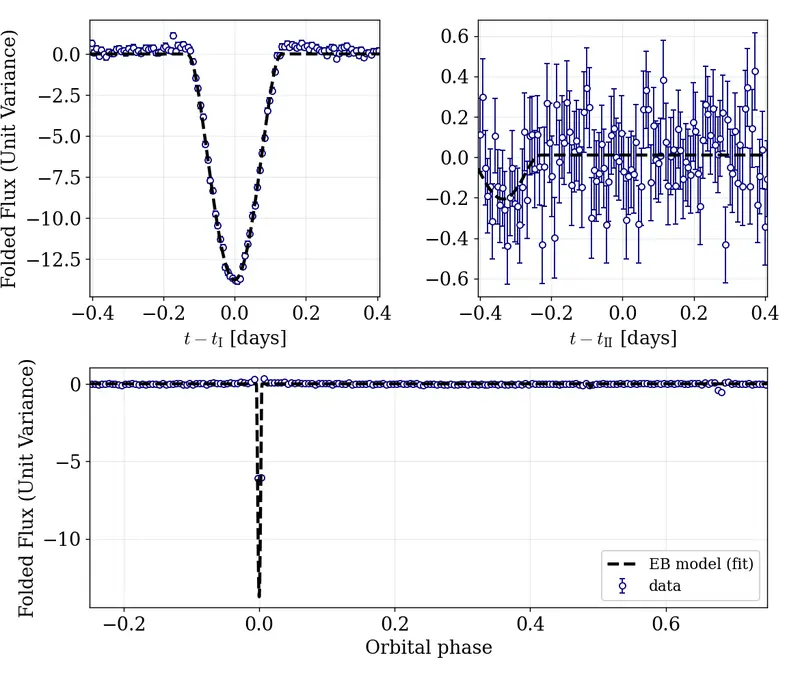 Folded Flux (Unit Variance)
0.0
−2.5
−5.0
−7.5
−10.0
−12.5
−0.4 −0.2 0.0 0.2 0.4
t − t_I [days]
0.6
0.4
0.2
0.0
−0.2
−0.4
−0.6
−0.4 −0.2 0.0 0.2 0.4
t − t_II [days]
Folded Flux (Unit Variance)
0
−5
−10
EB model (fit)
data
−0.2 0.0 0.2 0.4 0.6
Orbital phase